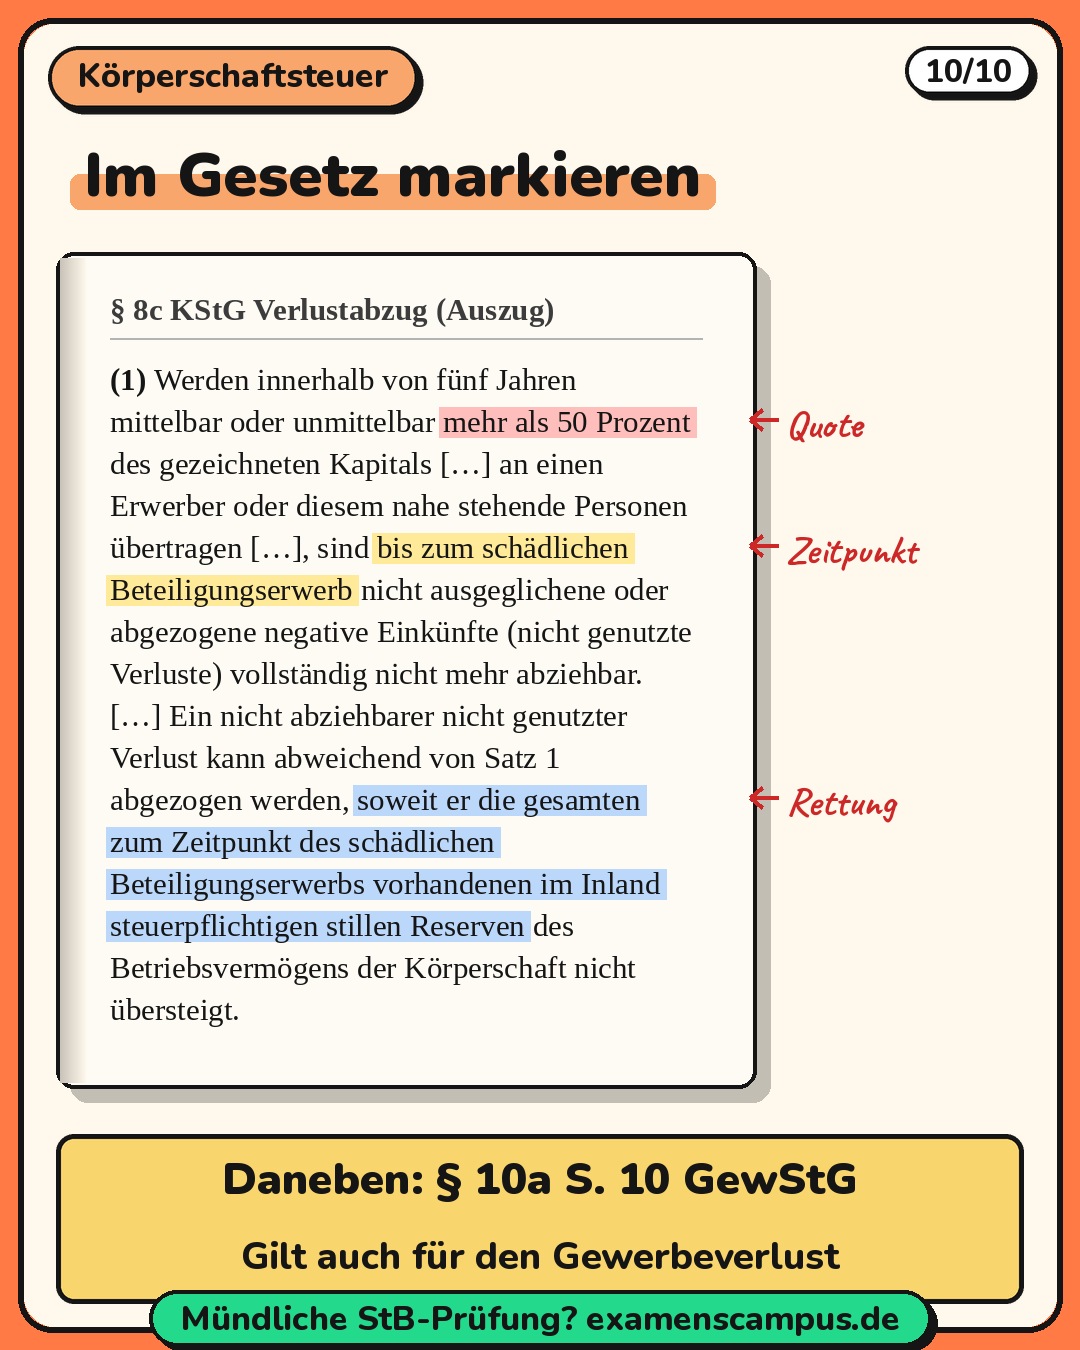 Körperschaftsteuer
10/10
Im Gesetz markieren
§ 8c KStG Verlustabzug (Auszug)
(1) Werden innerhalb von fünf Jahren
mittelbar oder unmittelbar mehr als 50 Prozent
des gezeichneten Kapitals […] an einen
Erwerber oder diesem nahe stehende Personen
übertragen […], sind bis zum schädlichen
Beteiligungserwerb nicht ausgeglichene oder
abgezogene negative Einkünfte (nicht genutzte
Verluste) vollständig nicht mehr abziehbar.
[…] Ein nicht abziehbarer nicht genutzter
Verlust kann abweichend von Satz 1
abgezogen werden, soweit er die gesamten
zum Zeitpunkt des schädlichen
Beteiligungserwerbs vorhandenen im Inland
steuerpflichtigen stillen Reserven des
Betriebsvermögens der Körperschaft nicht
übersteigt.
Quote
Zeitpunkt
Rettung
Daneben: § 10a S. 10 GewStG
Gilt auch für den Gewerbeverlust
Mündliche StB-Prüfung? examenscampus.de